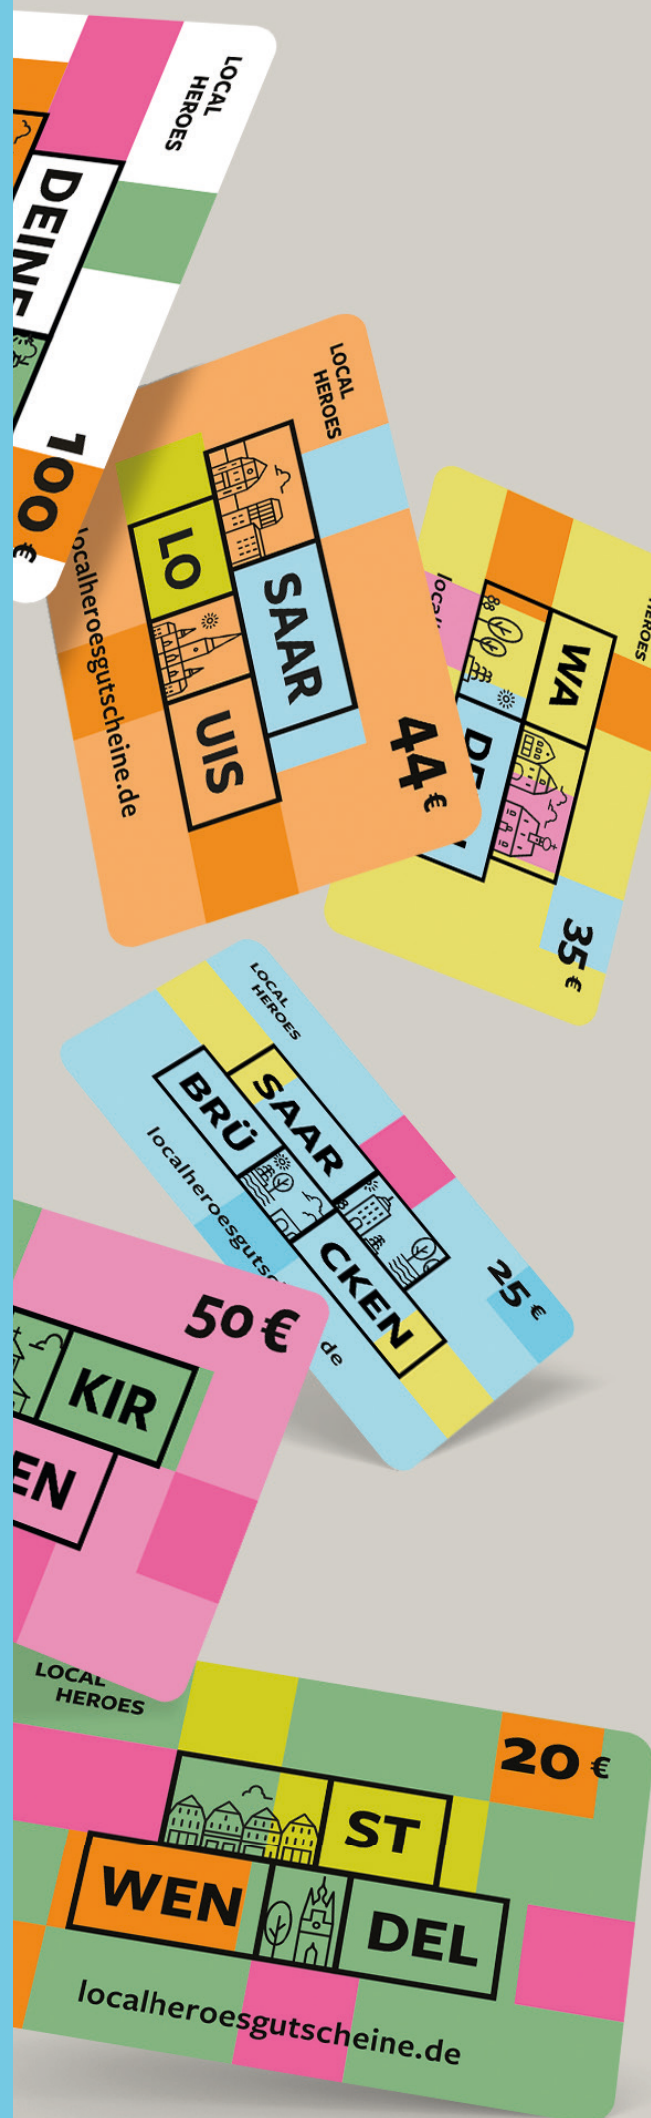 LOCAL
HEROES
DEINE
100 €
LOCAL
HEROES
SAAR
LO
UIS
44 €
localheroesgutscheine.de
HEROES
WA
35 €
LOCAL
HEROES
SAAR
BRÜ
CKEN
25 €
de
50 €
KIR
EN
LOCAL
HEROES
20 €
ST
WEN
DEL
localheroesgutscheine.de